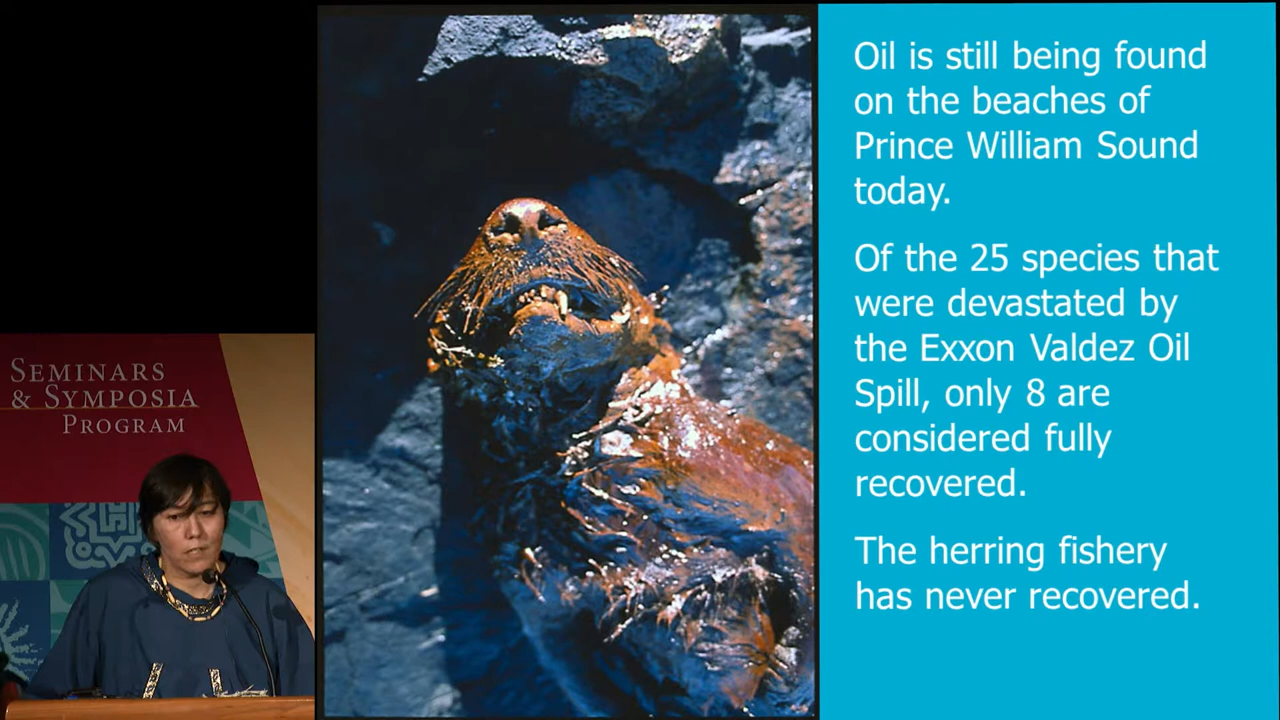 SEMINARS
& SYMPOSIA
PROGRAM
Oil is still being found
on the beaches of
Prince William Sound
today.
Of the 25 species that
were devastated by
the Exxon Valdez Oil
Spill, only 8 are
considered fully
recovered.
The herring fishery
has never recovered.